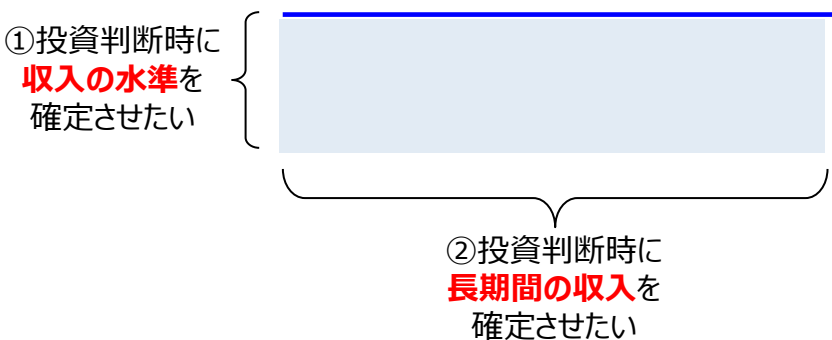 ①投資判断時に
収入の水準を
確定させたい
②投資判断時に
長期間の収入を
確定させたい